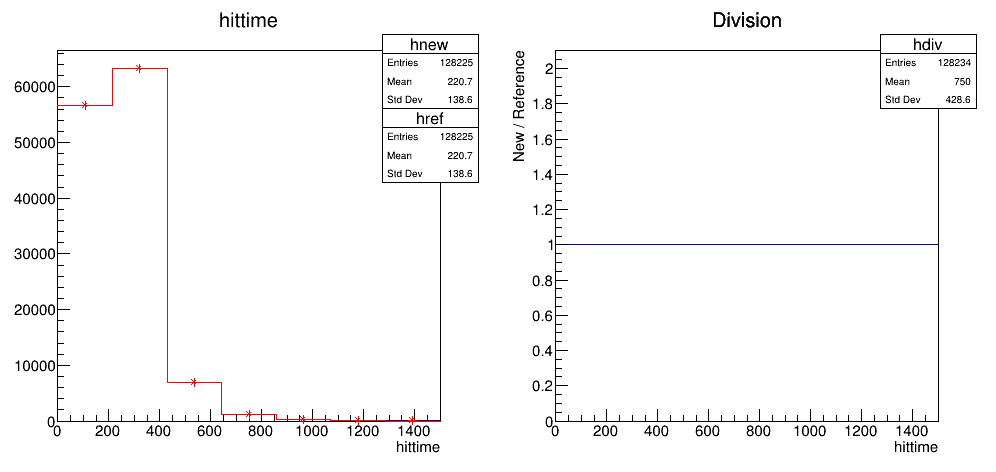 hittime
hnew
Entries 128225
Mean 220.7
Std Dev 138.6
href
Entries 128225
Mean 220.7
Std Dev 138.6
60000
50000
40000
30000
20000
10000
0
0 200 400 600 800 1000 1200 1400
hittime
Division
hdiv
Entries 128234
Mean 750
Std Dev 428.6
New / Reference
2
1.8
1.6
1.4
1.2
1
0.8
0.6
0.4
0.2
0
0 200 400 600 800 1000 1200 1400
hittime